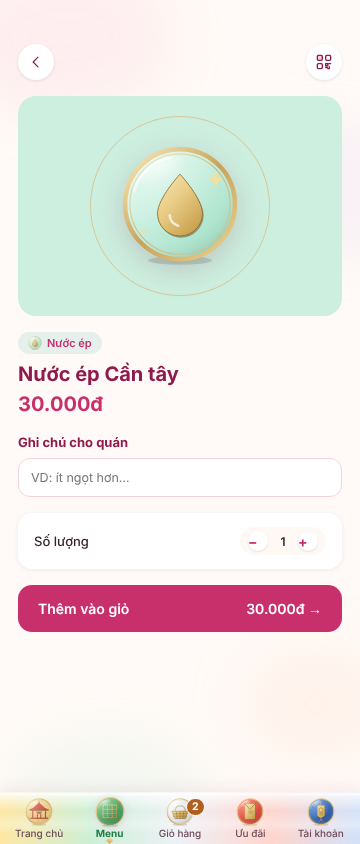 Nước ép
Nước ép Cần tây
30.000đ
Ghi chú cho quán
VD: ít ngọt hơn...
Số lượng
− 1 +
Thêm vào giỏ 30.000đ →
2
Trang chủ Menu Giỏ hàng Ưu đãi Tài khoản